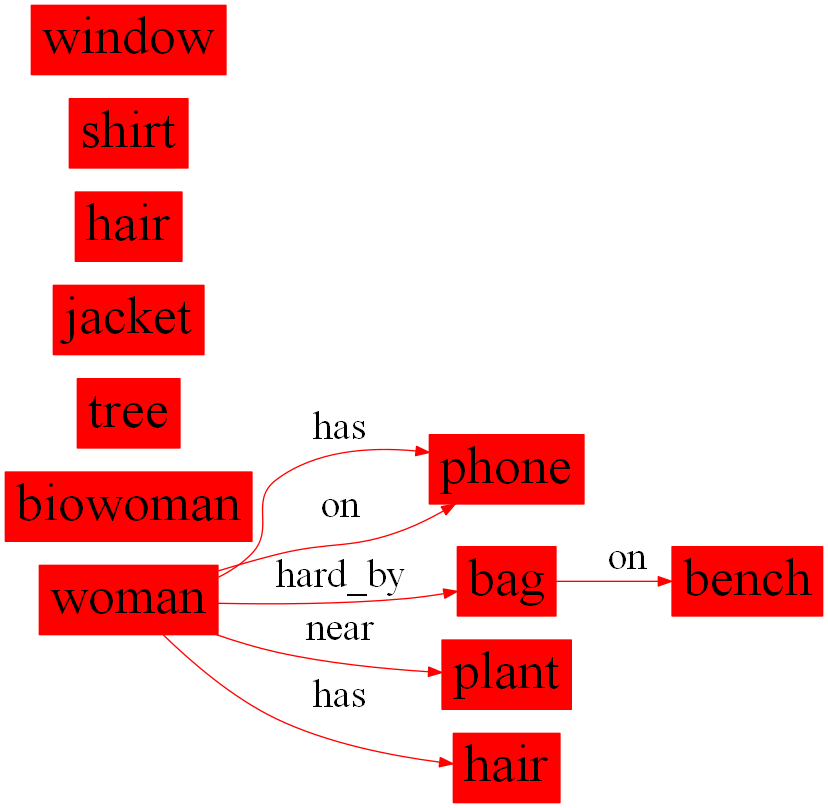 window
shirt
hair
jacket
tree
biowoman
woman
has
on
hard_by
near
has
phone
bag
on
bench
plant
hair